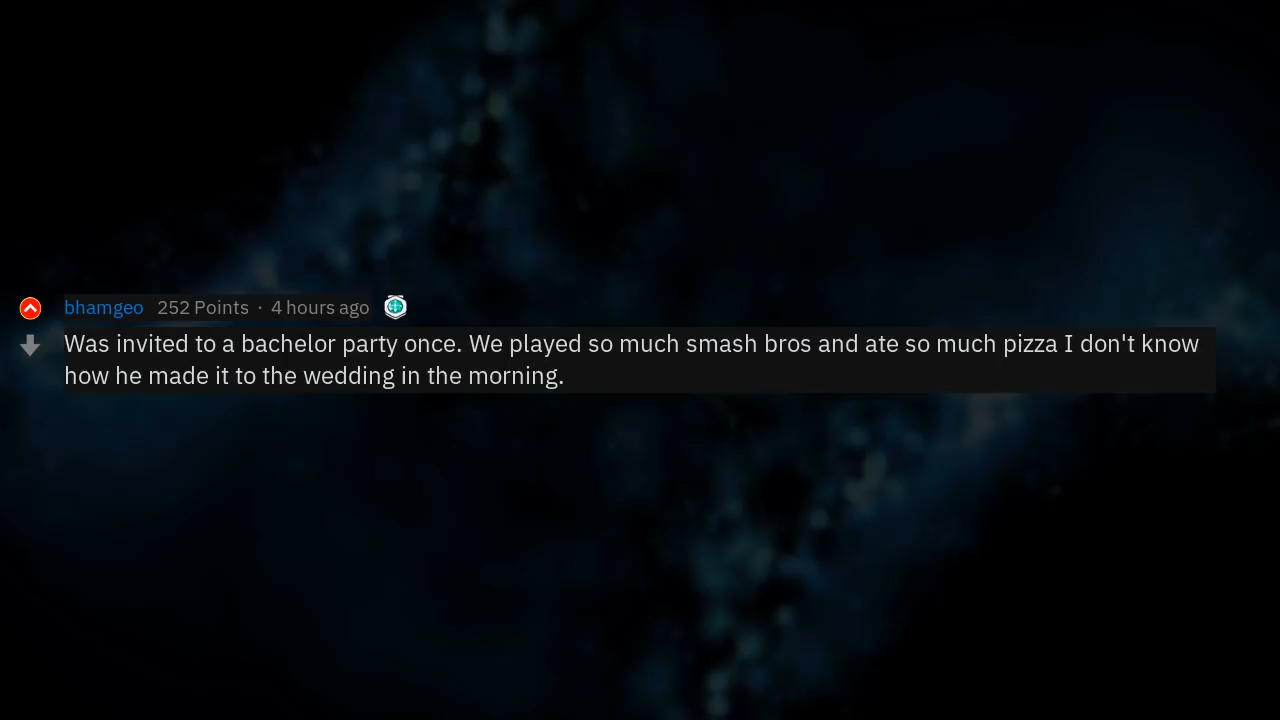 bhamgeo 252 Points · 4 hours ago
Was invited to a bachelor party once. We played so much smash bros and ate so much pizza I don't know
how he made it to the wedding in the morning.